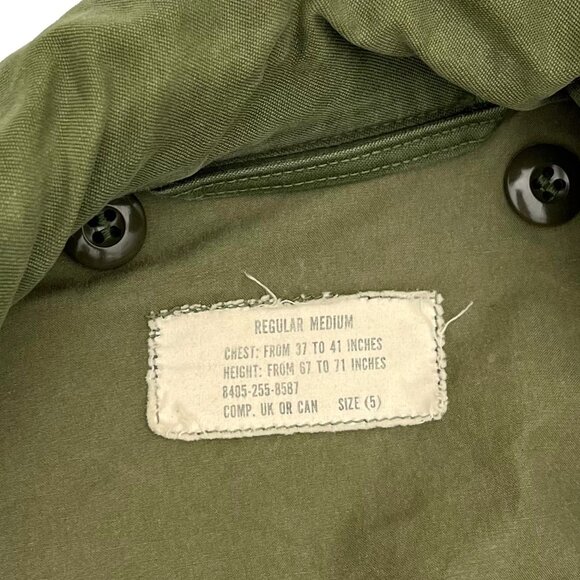 REGULAR MEDIUM
CHEST: FROM 37 TO 41 INCHES
HEIGHT: FROM 67 TO 71 INCHES
8405-255-8587
COMP. UK OR CAN SIZE (5)